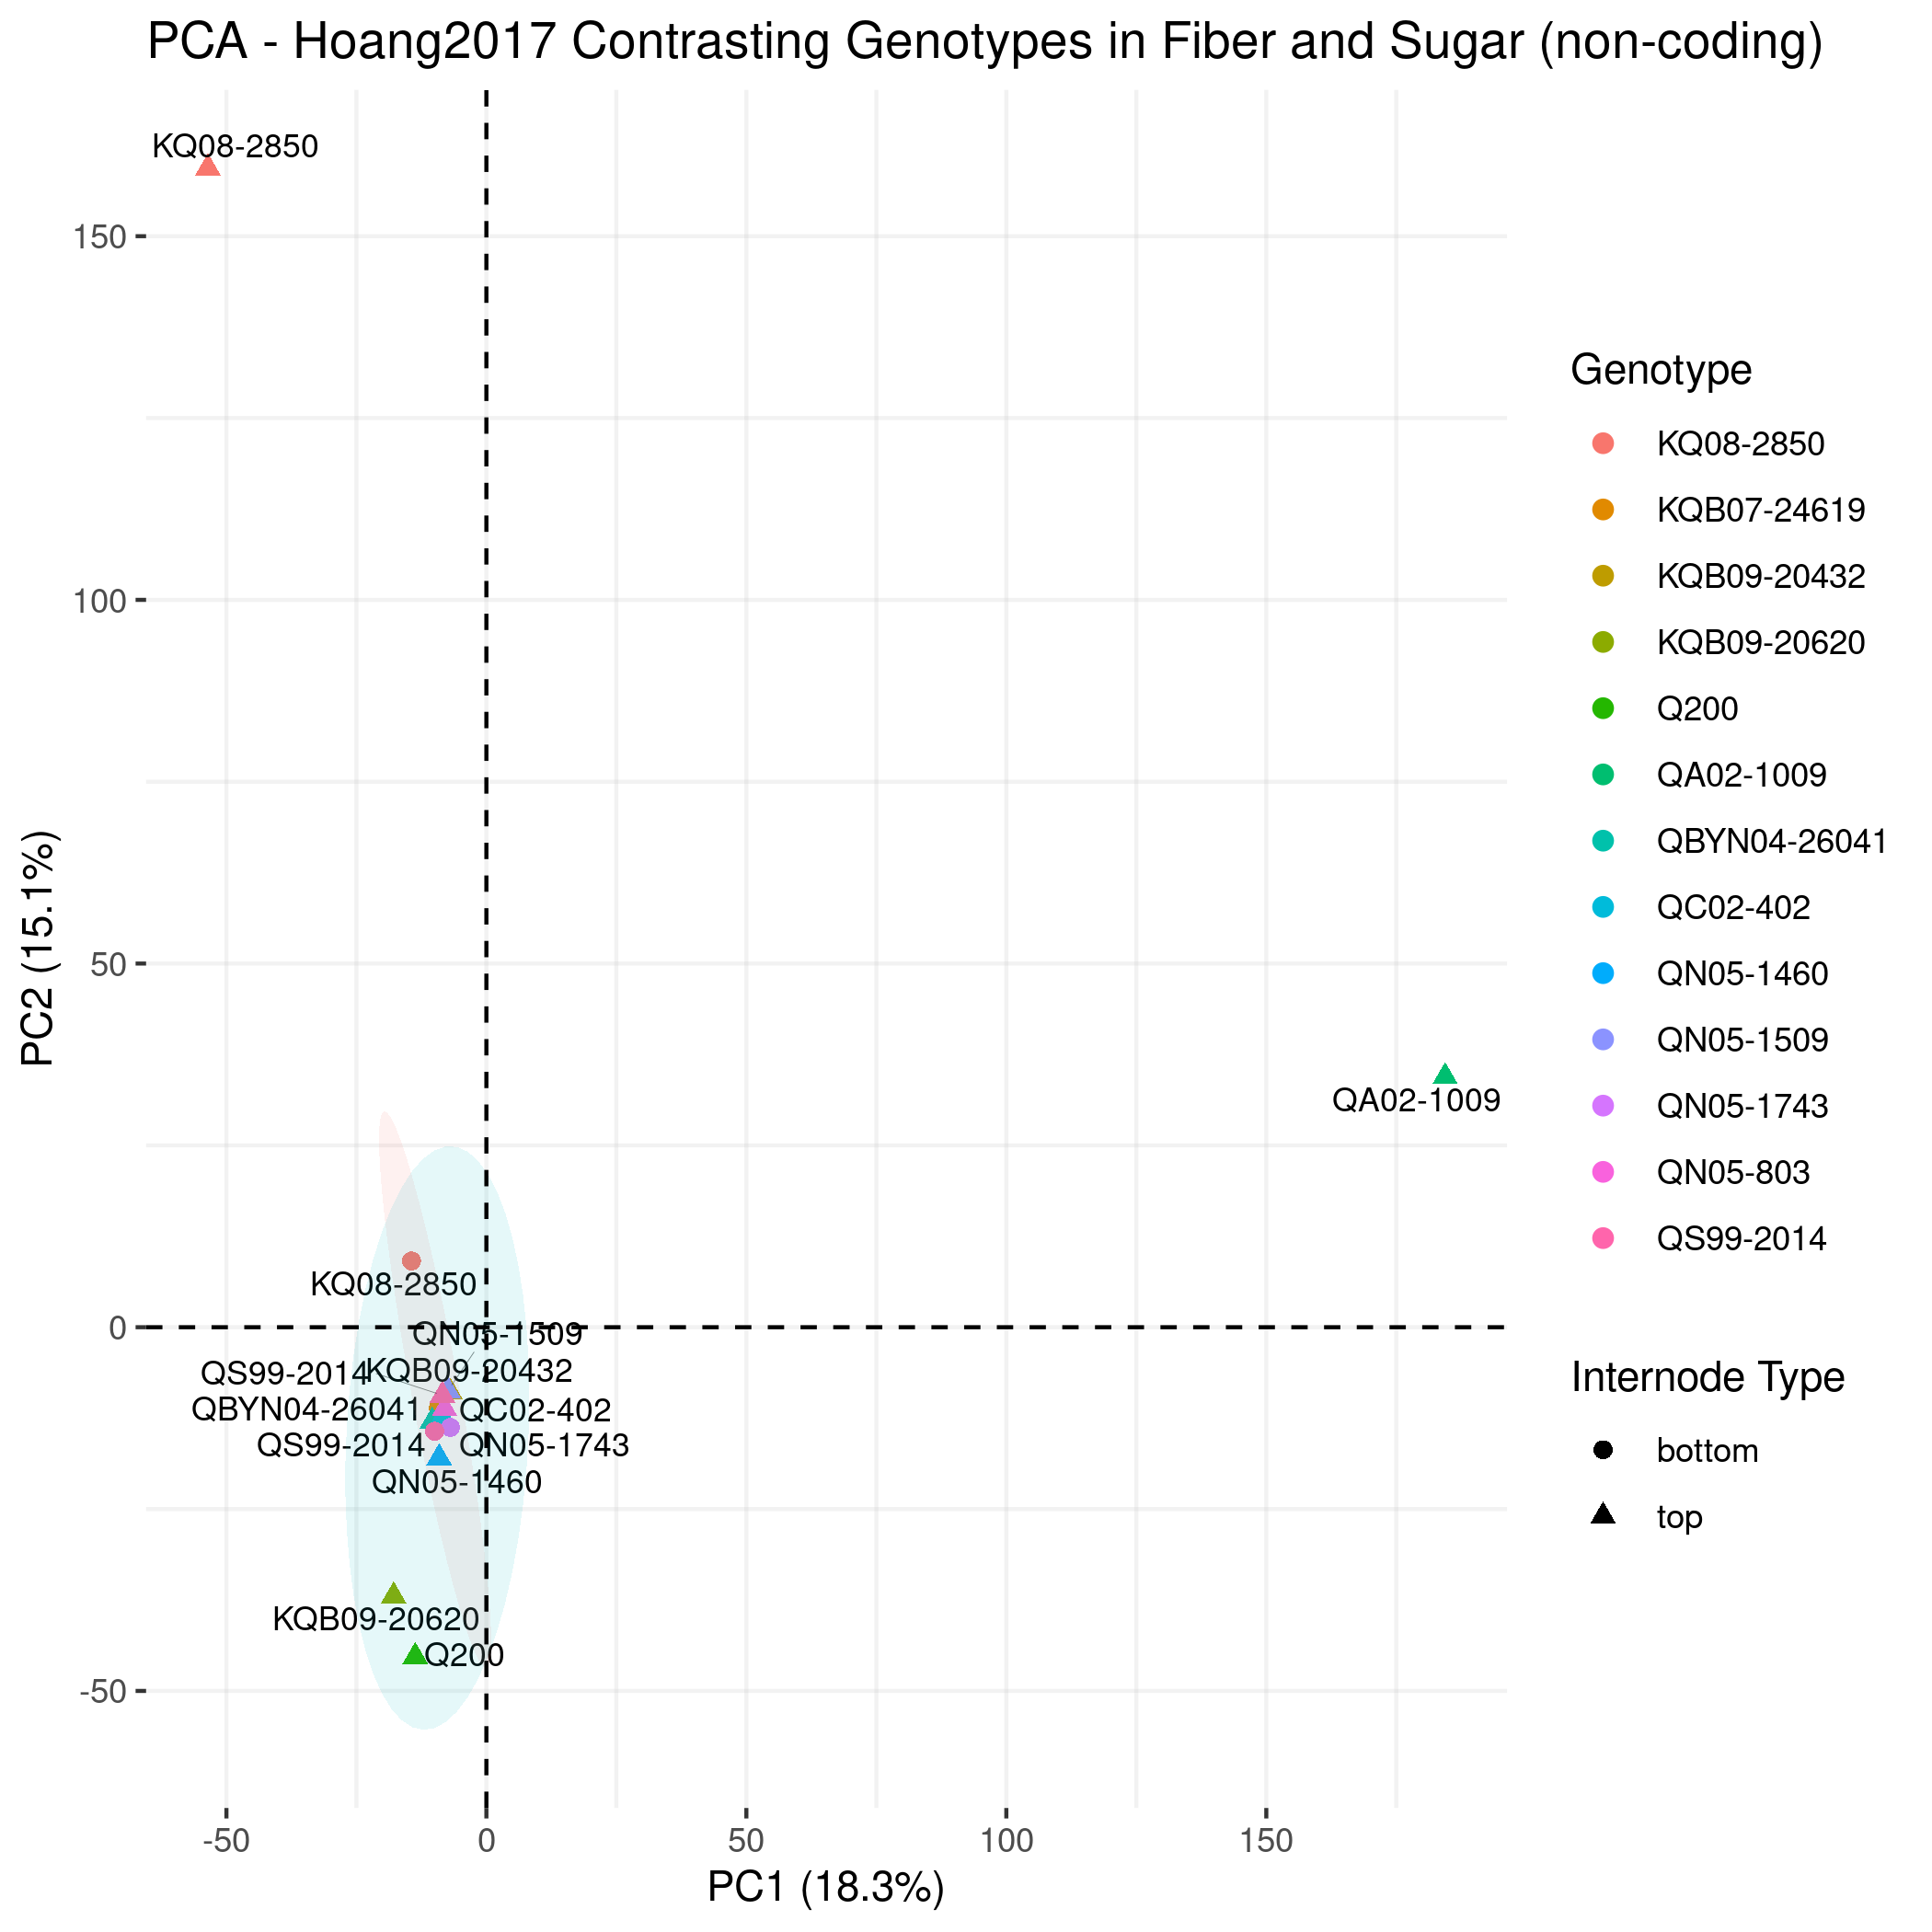 PCA - Hoang2017 Contrasting Genotypes in Fiber and Sugar (non-coding)
KQ08-2850
QA02-1009
KQ08-2850
QN05-1509
KQB09-20432
QS99-2014
QBYN04-26041
QC02-402
QS99-2014
QN05-1743
QN05-1460
KQB09-20620
Q200
150
100
50
0
-50
PC2 (15.1%)
-50
0
50
100
150
PC1 (18.3%)
Genotype
KQ08-2850
KQB07-24619
KQB09-20432
KQB09-20620
Q200
QA02-1009
QBYN04-26041
QC02-402
QN05-1460
QN05-1509
QN05-1743
QN05-803
QS99-2014
Internode Type
bottom
top